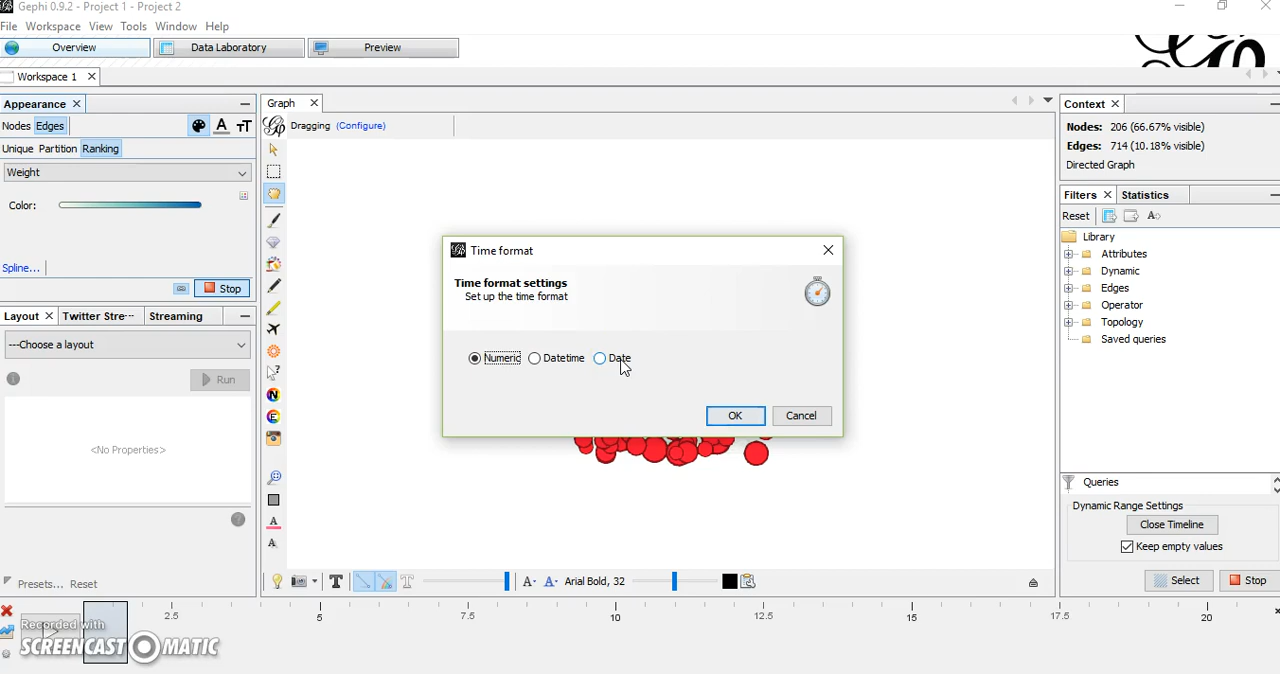 Gephi 0.9.2 - Project 1 - Project 2
File Workspace View Tools Window Help
Overview Data Laboratory Preview
Workspace 1
Appearance Graph Context
Nodes Edges Dragging (Configure) Nodes: 206 (66.67% visible)
Unique Partition Ranking Edges: 714 (10.18% visible)
Weight Directed Graph
Color: Filters Statistics
Reset
Library
Attributes
Dynamic
Edges
Operator
Topology
Saved queries
Spline... Stop
Layout Twitter Stre··· Streaming
---Choose a layout
Run
<No Properties>
Presets... Reset
Time format
Time format settings
Set up the time format
Numeric Datetime Date
OK Cancel
Queries
Dynamic Range Settings
Close Timeline
Keep empty values
Select Stop
Arial Bold, 32
2.5 5 7.5 10 12.5 15 17.5 20
Recorded with
SCREENCAST MATIC